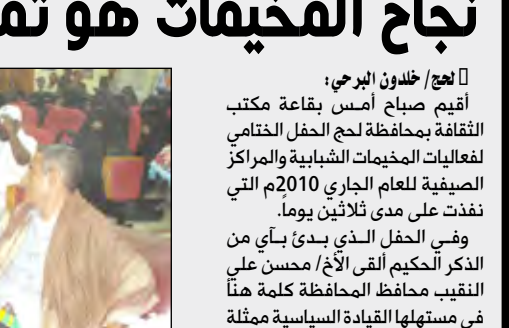 نجاح المخيمات هو
لحج/ خلدون البرحي:
أقيم صباح أمس بقاعة مكتب
الثقافة بمحافظة لحج الحفل الختامي
لفعاليات المخيمات الشبابية والمراكز
الصيفية للعام الجاري 2010م التي
نفذت على مدى ثلاثين يوماً.
وفي الحفل الذي بدئ بآي من
الذكر الحكيم ألقى الأخ/ محسن علي
النقيب محافظ المحافظة كلمة هنأ
في مستهلها القيادة السياسية ممثلة